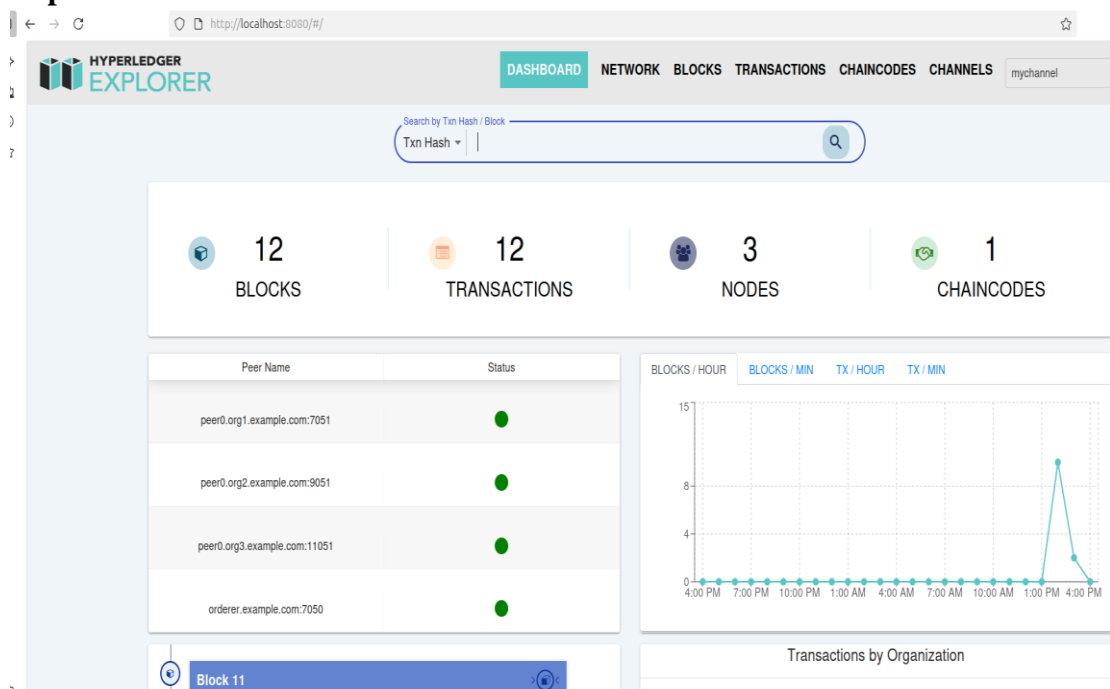 http://localhost:8080/#/
HYPERLEDGER
EXPLORER
DASHBOARD NETWORK BLOCKS TRANSACTIONS CHAINCODES CHANNELS mychannel
Search by Txn Hash / Block
Txn Hash
12 12 3 1
BLOCKS TRANSACTIONS NODES CHAINCODES
Peer Name Status
peer0.org1.example.com:7051
peer0.org2.example.com:9051
peer0.org3.example.com:11051
orderer.example.com:7050
BLOCKS / HOUR BLOCKS / MIN TX / HOUR TX / MIN
15
8
4
0
4:00 PM 7:00 PM 10:00 PM 1:00 AM 4:00 AM 7:00 AM 10:00 AM 1:00 PM 4:00 PM
Block 11
Transactions by Organization